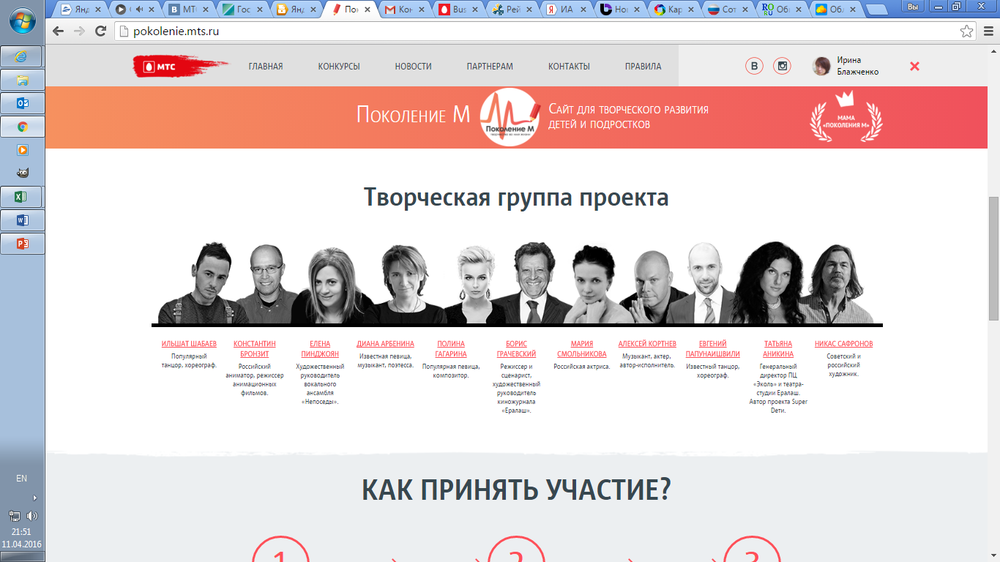 Янд
С
МТ
Гос
Янд
Пок
Кон
Bus
Рей
ИА
Нов
Кар
Сот
Обл
Вы
pokolenie.mts.ru
МТС
ГЛАВНАЯ
КОНКУРСЫ
НОВОСТИ
ПАРТНЕРАМ
КОНТАКТЫ
ПРАВИЛА
Ирина
Блажченко
Поколение М
Поколение М
Сайт для творческого развития
детей и подростков
МАМА
«ПОКОЛЕНИЯ М»
Творческая группа проекта
ИЛЬШАТ ШАБАЕВ
Популярный
танцор, хореограф.
КОНСТАНТИН
БРОНЗИТ
Российский
аниматор, режиссер
анимационных
фильмов.
ЕЛЕНА
ПИНДЖОЯН
Художественный
руководитель
вокального
ансамбля
«Непоседы».
ДИАНА АРБЕНИНА
Известная певица,
музыкант, поэтесса.
ПОЛИНА
ГАГАРИНА
Популярная певица,
композитор.
БОРИС
ГРАЧЕВСКИЙ
Режиссер и
сценарист,
художественный
руководитель
киножурнала
«Ералаш».
МАРИЯ
СМОЛЬНИКОВА
Российская актриса.
АЛЕКСЕЙ КОРТНЕВ
Музыкант, актер,
автор-исполнитель.
ЕВГЕНИЙ
ПАПУНАИШВИЛИ
Известный танцор,
хореограф.
ТАТЬЯНА
АНИКИНА
Генеральный
директор ПЦ
«Эколь» и театра-
студии Ералаш.
Автор проекта Super
Dети.
НИКАС САФРОНОВ
Советский и
российский
художник.
КАК ПРИНЯТЬ УЧАСТИЕ?
1
2
3
EN
21:51
11.04.2016